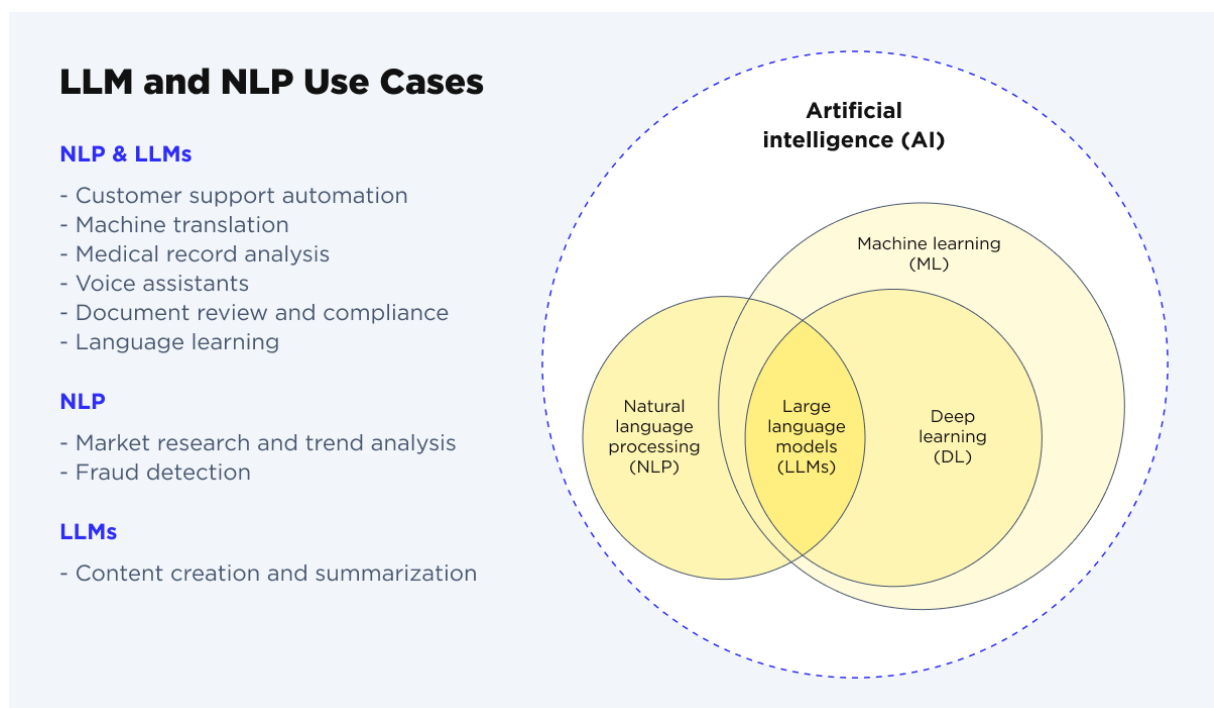 LLM and NLP Use Cases
NLP & LLMs
- Customer support automation
- Machine translation
- Medical record analysis
- Voice assistants
- Document review and compliance
- Language learning
NLP
- Market research and trend analysis
- Fraud detection
LLMs
- Content creation and summarization
Artificial
intelligence (AI)
Machine learning
(ML)
Natural
language
processing
(NLP)
Large
language
models
(LLMs)
Deep
learning
(DL)